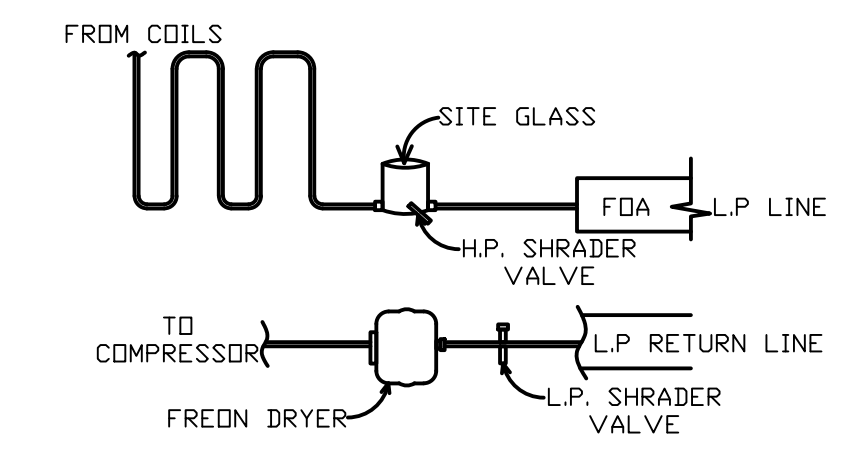 FROM COILS
SITE GLASS
FOA
L.P LINE
H.P. SHRADER
VALVE
TO
COMPRESSOR
L.P RETURN LINE
L.P. SHRADER
VALVE
FREON DRYER